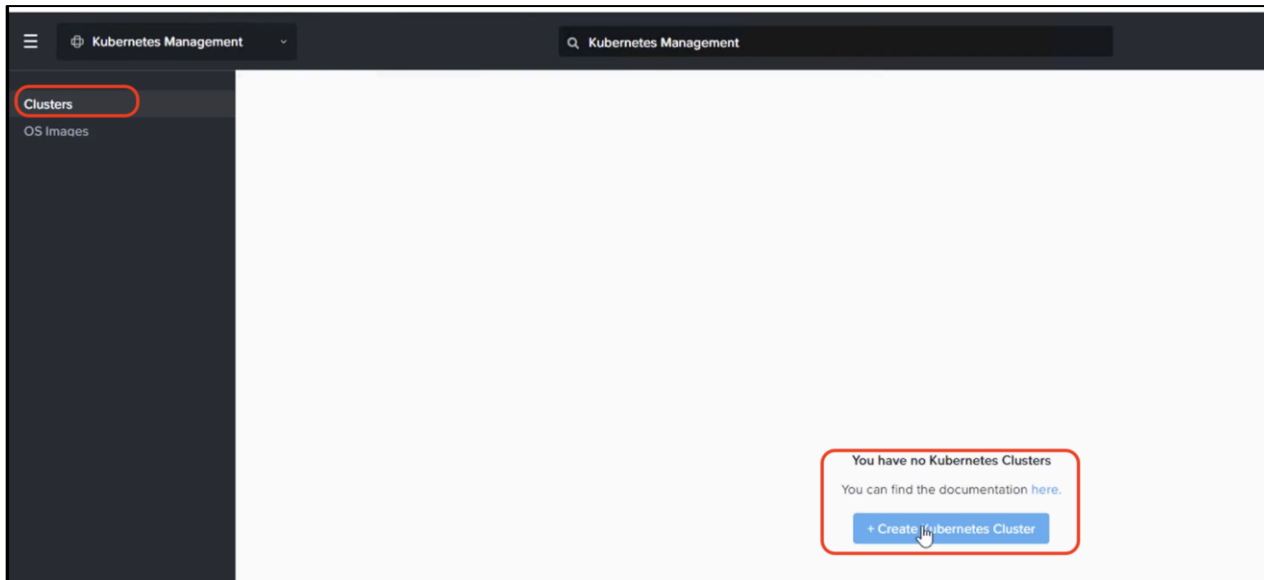 Kubernetes Management
Kubernetes Management
Clusters
OS Images
You have no Kubernetes Clusters
You can find the documentation here.
+ Create Kubernetes Cluster